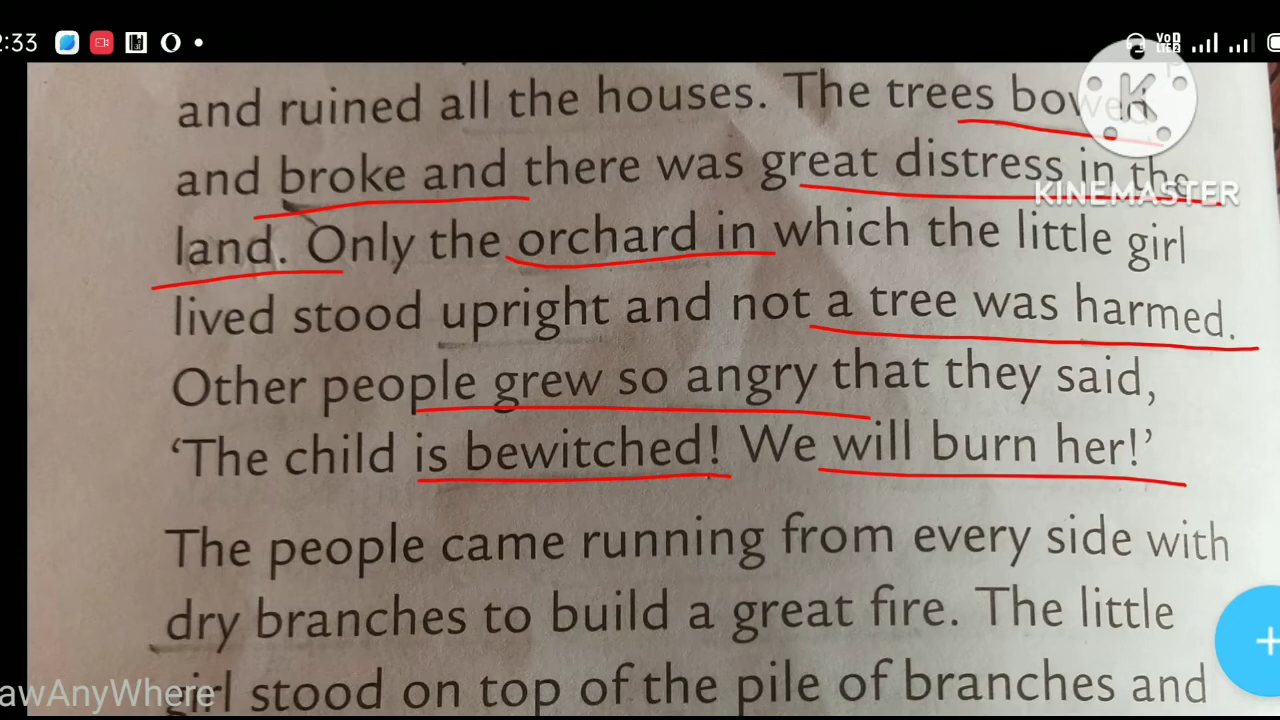 :33
VoD
LTE2
and ruined all the houses. The trees bowed
K
and broke and there was great distress in the
KINEMASTER
land. Only the orchard in which the little girl
lived stood upright and not a tree was harmed.
Other people grew so angry that they said,
‘The child is bewitched! We will burn her!’
The people came running from every side with
dry branches to build a great fire. The little
girl stood on top of the pile of branches and
awAnyWhere